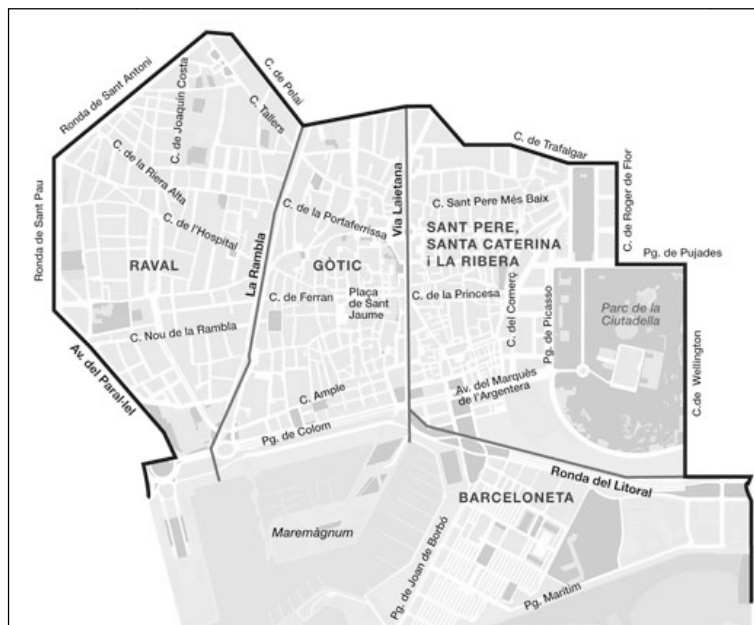 Ronda de Sant Antoni
C. de Pelai
C. de Joaquín Costa
C. Tallers
C. de Trafalgar
C. de la Riera Alta
Ronda de Sant Pau
C. de l'Hospital
C. de la Portaferrissa
Via Laietana
C. Sant Pere Més Baix
C. de Roger de Flor
SANT PERE,
SANTA CATERINA
i LA RIBERA
Pg. de Pujades
RAVAL
La Rambla
GÒTIC
C. de Ferran
Plaça
de Sant
Jaume
C. de la Princesa
C. del Comerç
Pg. de Picasso
Parc de la
Ciutadella
C. Nou de la Rambla
Av. del Paral·lel
C. Ample
Av. del Marquès
de l'Argentera
C.de Wellington
Pg. de Colom
Ronda del Litoral
BARCELONETA
Maremàgnum
Pg. de Joan de Borbó
Pg. Marítim